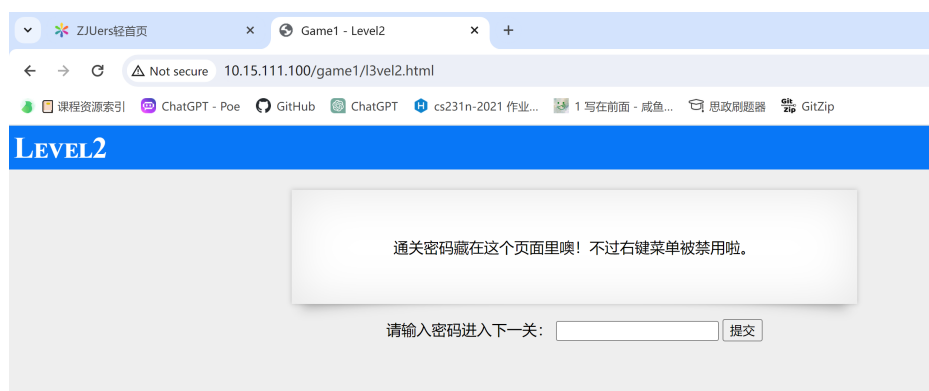 ZJUers轻首页
Game1 - Level2
Not secure 10.15.111.100/game1/l3vel2.html
课程资源索引 ChatGPT - Poe GitHub ChatGPT cs231n-2021 作业... 1 写在前面 - 咸鱼... 思政刷题器 Git Zip GitZip
LEVEL2
通关密码藏在这个页面里噢！不过右键菜单被禁用啦。
请输入密码进入下一关： 提交